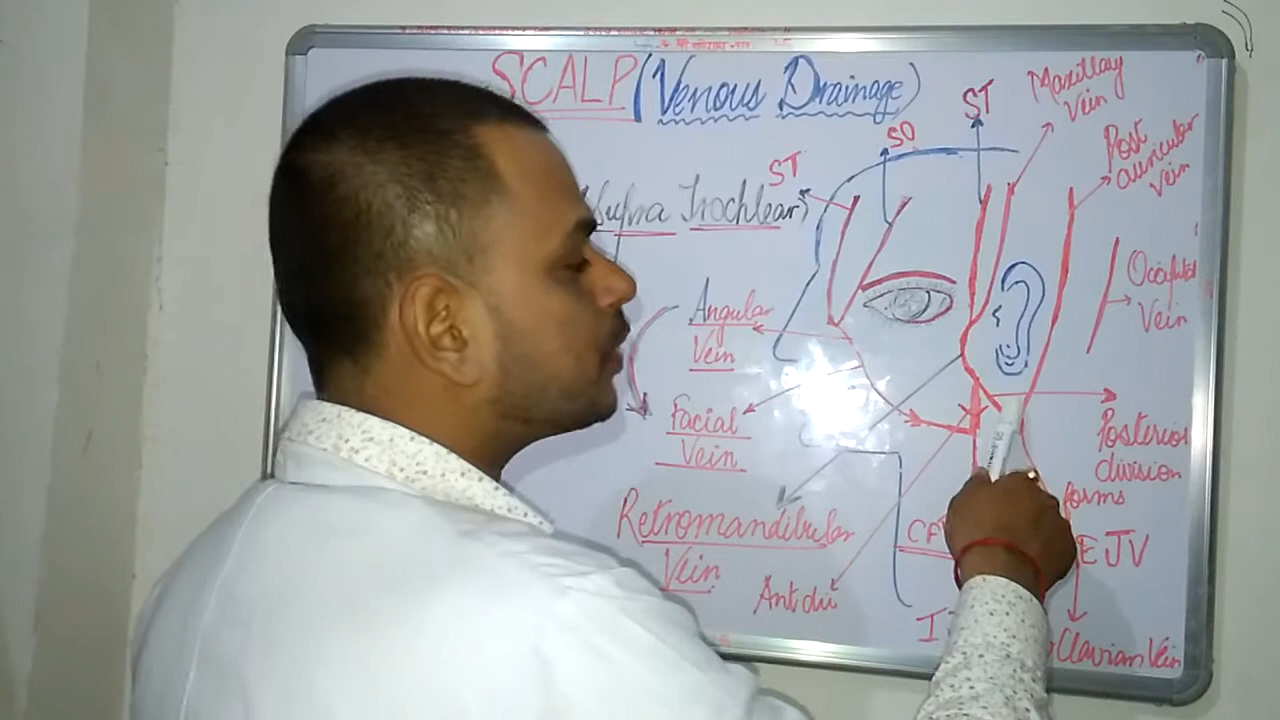 SCALP (Venous Drainage)
ST
SO
ST
Maxillary
Vein
Post
auricular
vein
Supra Trochlear)
Occipital
Vein
Angular
Vein
Facial
Vein
Posterior
division
forms
EJV
Retromandibular
Vein
Ant div
Clavian Vein